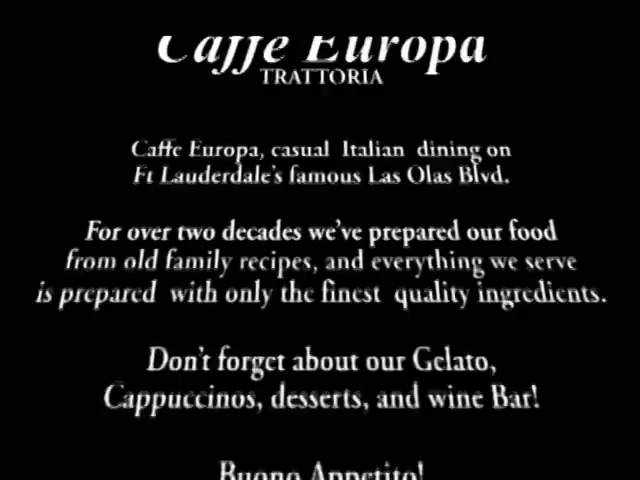 Caffe Europa
TRATTORIA
Caffe Europa, casual Italian dining on
Ft Lauderdale's famous Las Olas Blvd.
For over two decades we've prepared our food
from old family recipes, and everything we serve
is prepared with only the finest quality ingredients.
Don't forget about our Gelato,
Cappuccinos, desserts, and wine Bar!
Buono Appetito!